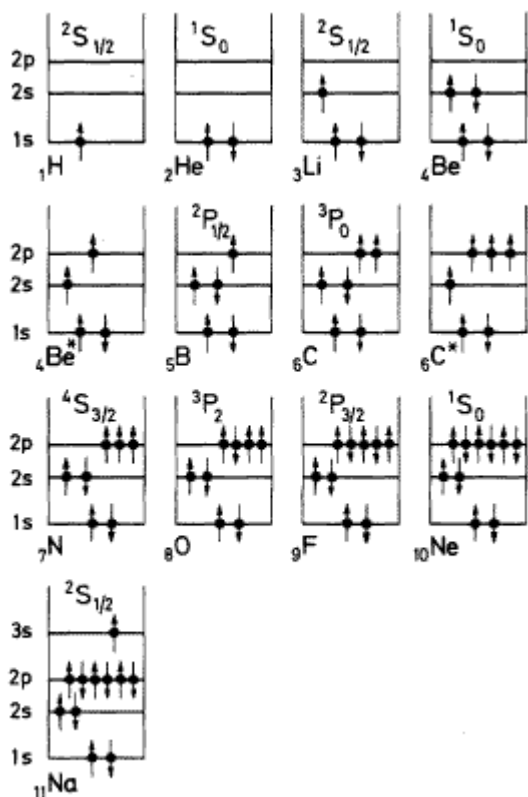 ²S₁/₂ ¹S₀ ²S₁/₂ ¹S₀
2p
2s
1s
₁H ₂He ₃Li ₄Be
²P₁/₂ ³P₀
2p
2s
1s
₄Be* ₅B ₆C ₆C*
⁴S₃/₂ ³P₂ ²P₃/₂ ¹S₀
2p
2s
1s
₇N ₈O ₉F ₁₀Ne
²S₁/₂
3s
2p
2s
1s
₁₁Na